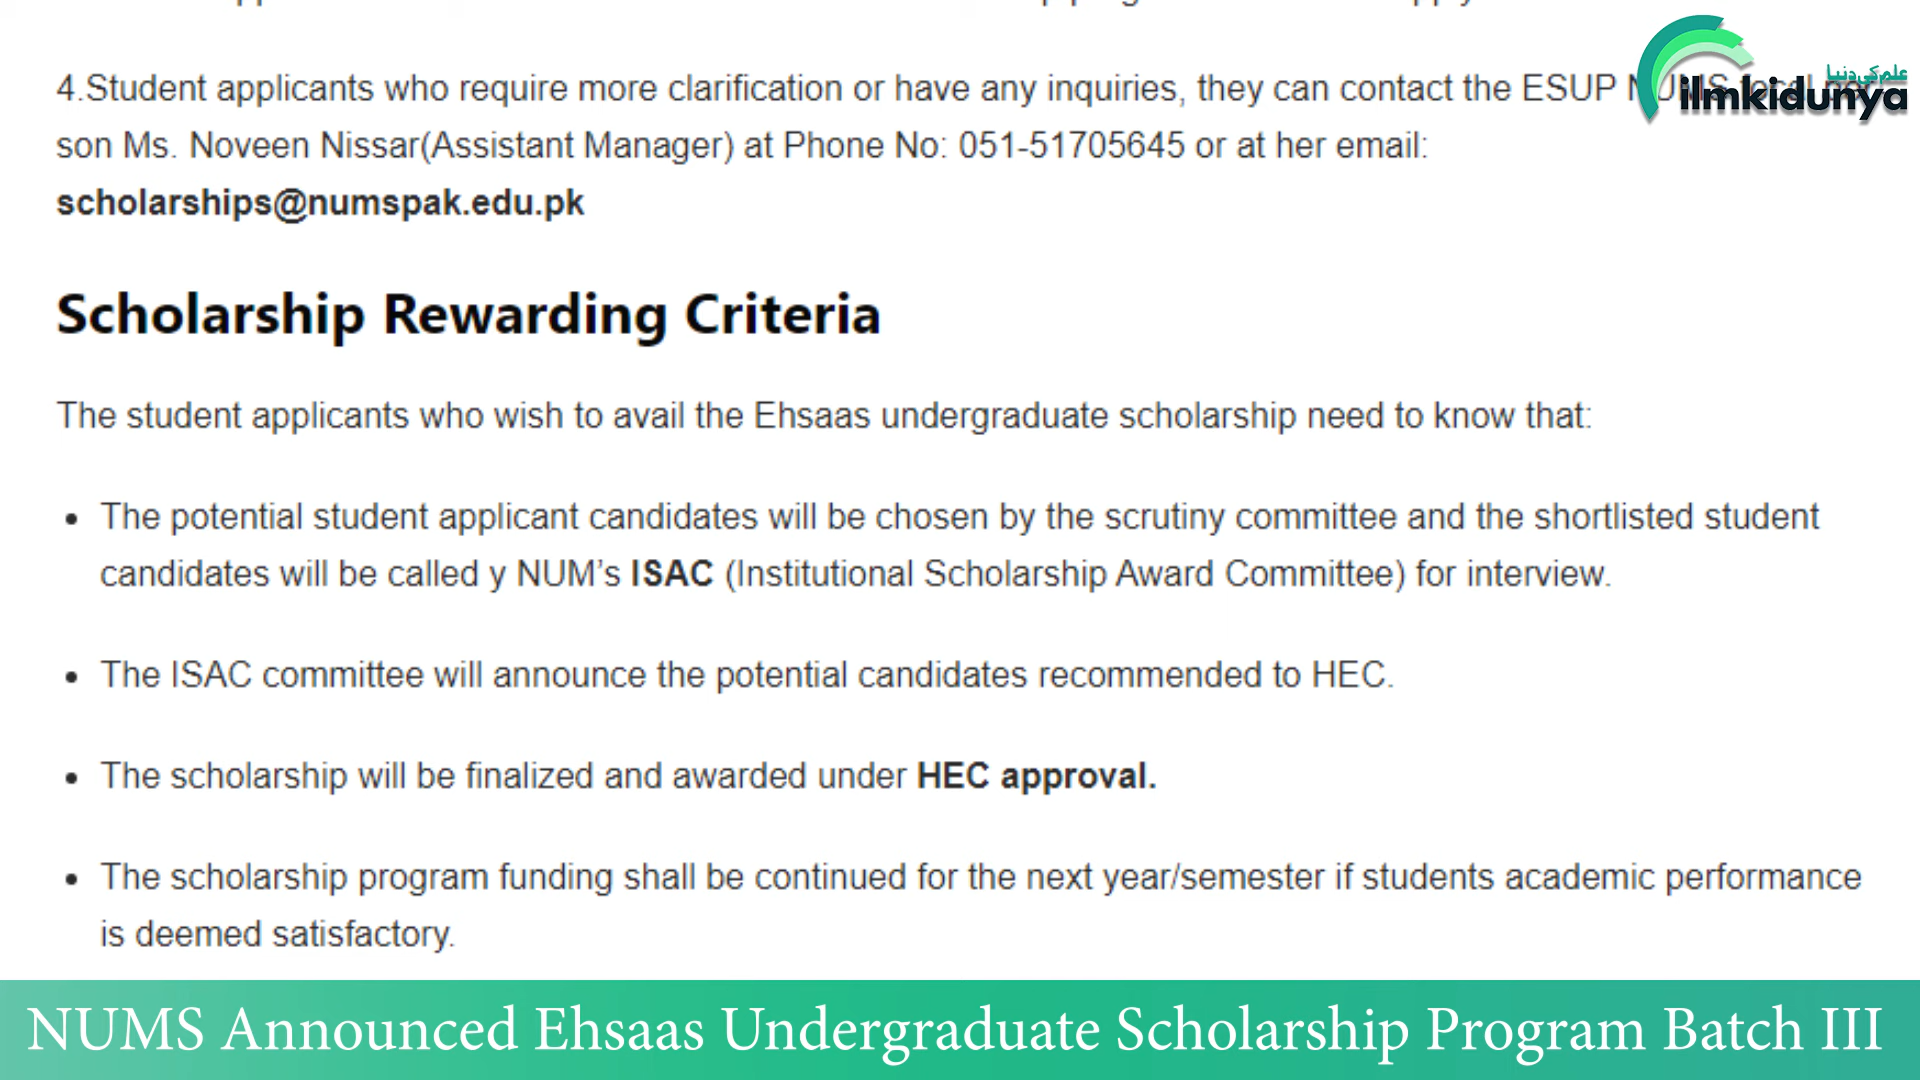 4.Student applicants who require more clarification or have any inquiries, they can contact the ESUP NUMS focal per
son Ms. Noveen Nissar(Assistant Manager) at Phone No: 051-51705645 or at her email:
scholarships@numspak.edu.pk
علم کی دنیا
ilmkidunya
Scholarship Rewarding Criteria
The student applicants who wish to avail the Ehsaas undergraduate scholarship need to know that:
• The potential student applicant candidates will be chosen by the scrutiny committee and the shortlisted student
candidates will be called y NUM’s ISAC (Institutional Scholarship Award Committee) for interview.
• The ISAC committee will announce the potential candidates recommended to HEC.
• The scholarship will be finalized and awarded under HEC approval.
• The scholarship program funding shall be continued for the next year/semester if students academic performance
is deemed satisfactory.
NUMS Announced Ehsaas Undergraduate Scholarship Program Batch III